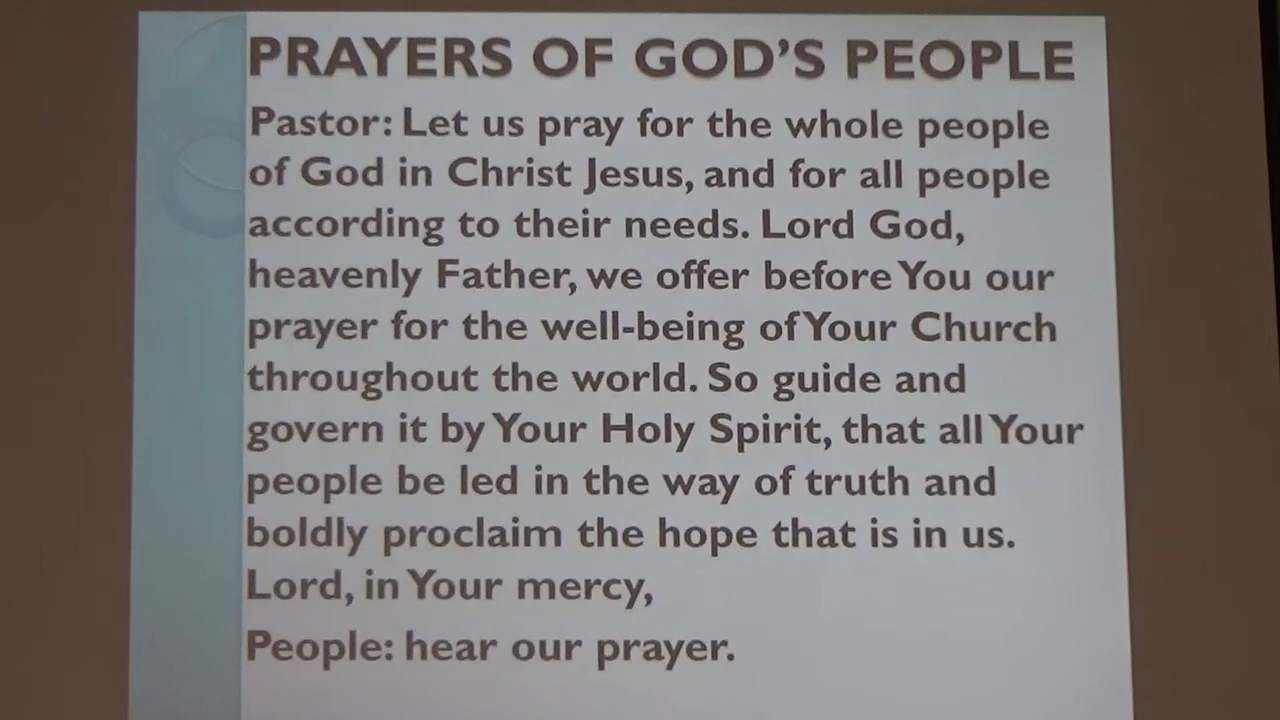 PRAYERS OF GOD'S PEOPLE
Pastor: Let us pray for the whole people
of God in Christ Jesus, and for all people
according to their needs. Lord God,
heavenly Father, we offer before You our
prayer for the well-being of Your Church
throughout the world. So guide and
govern it by Your Holy Spirit, that all Your
people be led in the way of truth and
boldly proclaim the hope that is in us.
Lord, in Your mercy,
People: hear our prayer.